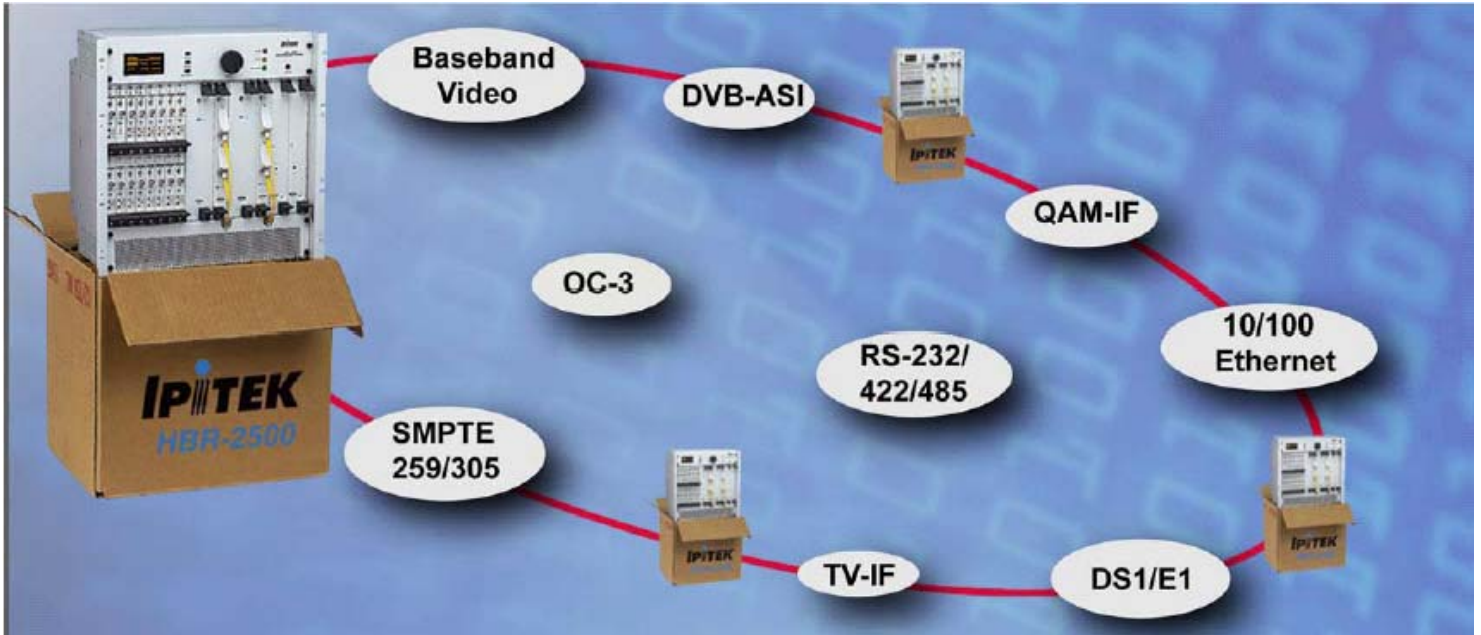 Baseband
Video
DVB-ASI
IPITEK
QAM-IF
OC-3
10/100
Ethernet
RS-232/
422/485
IPITEK
HBR-2500
SMPTE
259/305
IPITEK
TV-IF
DS1/E1
IPITEK